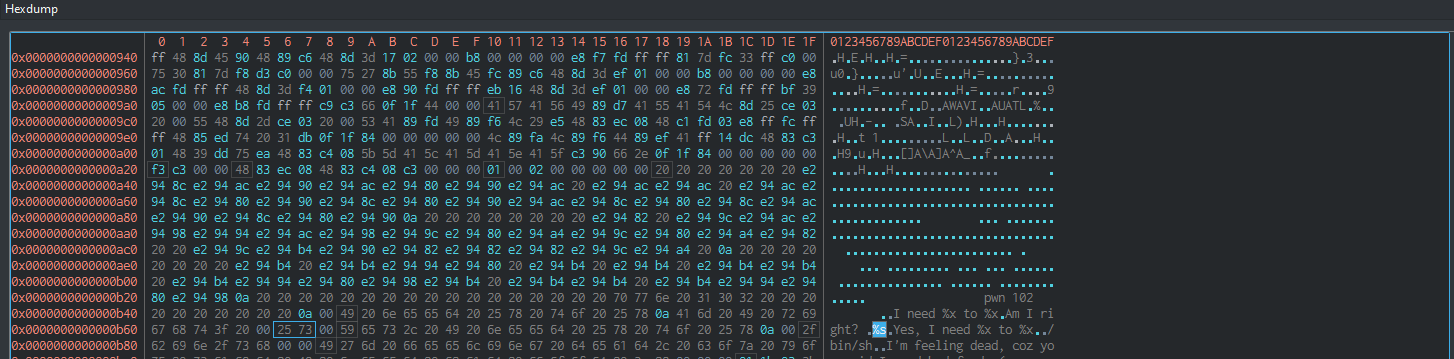 Hexdump
0 1 2 3 4 5 6 7 8 9 A B C D E F 10 11 12 13 14 15 16 17 18 19 1A 1B 1C 1D 1E 1F 0123456789ABCDEF0123456789ABCDEF
0x0000000000000940 ff 48 8d 45 90 48 89 c6 48 8d 3d 17 02 00 00 b8 00 00 00 00 e8 f7 fd ff ff 81 7d fc 33 ff c0 00 .H.E.H..H.=...............}.3...
0x0000000000000960 75 30 81 7d f8 d3 c0 00 00 75 27 8b 55 f8 8b 45 fc 89 c6 48 8d 3d ef 01 00 00 b8 00 00 00 00 e8 u0.}.....u'.U..E...H.=..........
0x0000000000000980 ac fd ff ff 48 8d 3d f4 01 00 00 e8 90 fd ff ff eb 16 48 8d 3d ef 01 00 00 e8 72 fd ff ff bf 39 ....H.=...........H.=.....r....9
0x00000000000009a0 05 00 00 e8 b8 fd ff ff c9 c3 66 0f 1f 44 00 00 41 57 41 56 49 89 d7 41 55 41 54 4c 8d 25 ce 03 ..........f..D..AWAVI..AUATL.%..
0x00000000000009c0 20 00 55 48 8d 2d ce 03 20 00 53 41 89 fd 49 89 f6 4c 29 e5 48 83 ec 08 48 c1 fd 03 e8 ff fc ff  .UH.-.. .SA..I..L).H...H.......
0x00000000000009e0 ff 48 85 ed 74 20 31 db 0f 1f 84 00 00 00 00 00 4c 89 fa 4c 89 f6 44 89 ef 41 ff 14 dc 48 83 c3 .H..t 1.........L..L..D..A...H..
0x0000000000000a00 01 48 39 dd 75 ea 48 83 c4 08 5b 5d 41 5c 41 5d 41 5e 41 5f c3 90 66 2e 0f 1f 84 00 00 00 00 00 .H9.u.H...[]A\A]A^A_..f.........
0x0000000000000a20 f3 c3 00 00 48 83 ec 08 48 83 c4 08 c3 00 00 00 01 00 02 00 00 00 00 00 20 20 20 20 20 20 20 e2 ....H...H...............       .
0x0000000000000a40 94 8c e2 94 ac e2 94 90 e2 94 ac e2 94 80 e2 94 90 e2 94 ac 20 e2 94 ac e2 94 ac 20 e2 94 ac e2 .................... ...... ....
0x0000000000000a60 94 8c e2 94 80 e2 94 90 e2 94 8c e2 94 ac e2 94 90 e2 94 ac e2 94 8c e2 94 80 e2 94 8c e2 94 ac ................................
0x0000000000000a80 e2 94 90 e2 94 8c e2 94 80 e2 94 90 0a 20 20 20 20 20 20 20 20 e2 94 82 20 e2 94 9c e2 94 ac e2 .............        ... .......
0x0000000000000aa0 94 98 e2 94 94 e2 94 ac e2 94 98 e2 94 9c e2 94 80 e2 94 a4 e2 94 9c e2 94 80 e2 94 a4 e2 94 82 ................................
0x0000000000000ac0 20 20 e2 94 9c e2 94 b4 e2 94 90 e2 94 82 e2 94 82 e2 94 82 e2 94 9c e2 94 a4 20 0a 20 20 20 20   ........................ .    
0x0000000000000ae0 20 20 20 20 e2 94 b4 20 e2 94 b4 e2 94 b4 e2 94 80 20 e2 94 b4 20 e2 94 b4 20 e2 94 b4 e2 94 b4     ... ......... ... ... ......
0x0000000000000b00 20 e2 94 b4 e2 94 b4 e2 94 80 e2 94 98 e2 94 b4 e2 94 b4 20 e2 94 b4 20 e2 94 b4 e2 94 94 e2 94  .................. ... ........
0x0000000000000b20 80 e2 94 98 0a 20 20 20 20 20 20 20 20 20 20 20 20 20 20 20 20 20 70 77 6e 20 31 30 32 20 20 20 .....                 pwn 102   
0x0000000000000b40 20 20 20 20 20 20 20 0a 00 49 20 6e 65 65 64 20 25 78 20 74 6f 20 25 78 0a 41 6d 20 49 20 72 69        ..I need %x to %x.Am I ri
0x0000000000000b60 67 68 74 3f 20 00 25 73 00 59 65 73 2c 20 49 20 6e 65 65 64 20 25 78 20 74 6f 20 25 78 0a 00 2f ght? .%s.Yes, I need %x to %x../
0x0000000000000b80 62 69 6e 2f 73 68 00 00 49 27 6d 20 66 65 65 6c 69 6e 67 20 64 65 61 64 2c 20 63 6f 7a 20 79 6f bin/sh..I'm feeling dead, coz yo